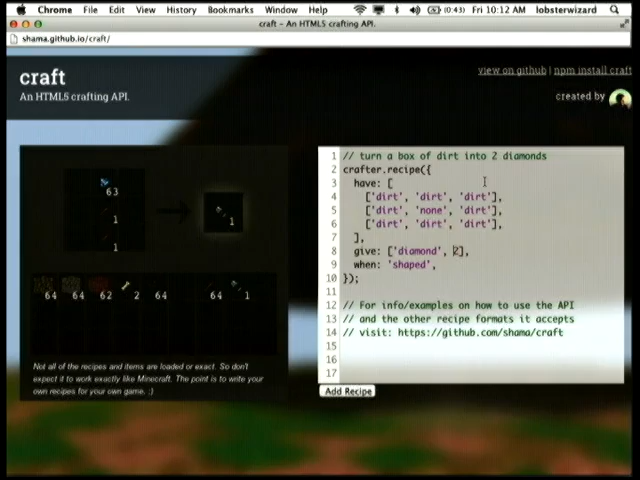 Chrome File Edit View History Bookmarks Window Help (0:43) Fri 10:12 AM lobsterwizard
craft - An HTML5 crafting API.
shama.github.io/craft/
craft
An HTML5 crafting API.
view on github | npm install craft
created by
63
1
1
1
64 64 62 2 64 64 1
Not all of the recipes and items are loaded or exact. So don't
expect it to work exactly like Minecraft. The point is to write your
own recipes for your own game. :)
1 // turn a box of dirt into 2 diamonds
2 crafter.recipe({
3 have: [
4 ['dirt', 'dirt', 'dirt'],
5 ['dirt', 'none', 'dirt'],
6 ['dirt', 'dirt', 'dirt'],
7 ],
8 give: ['diamond', 2],
9 when: 'shaped',
10 });
11
12 // For info/examples on how to use the API
13 // and the other recipe formats it accepts
14 // visit: https://github.com/shama/craft
15
16
17
Add Recipe